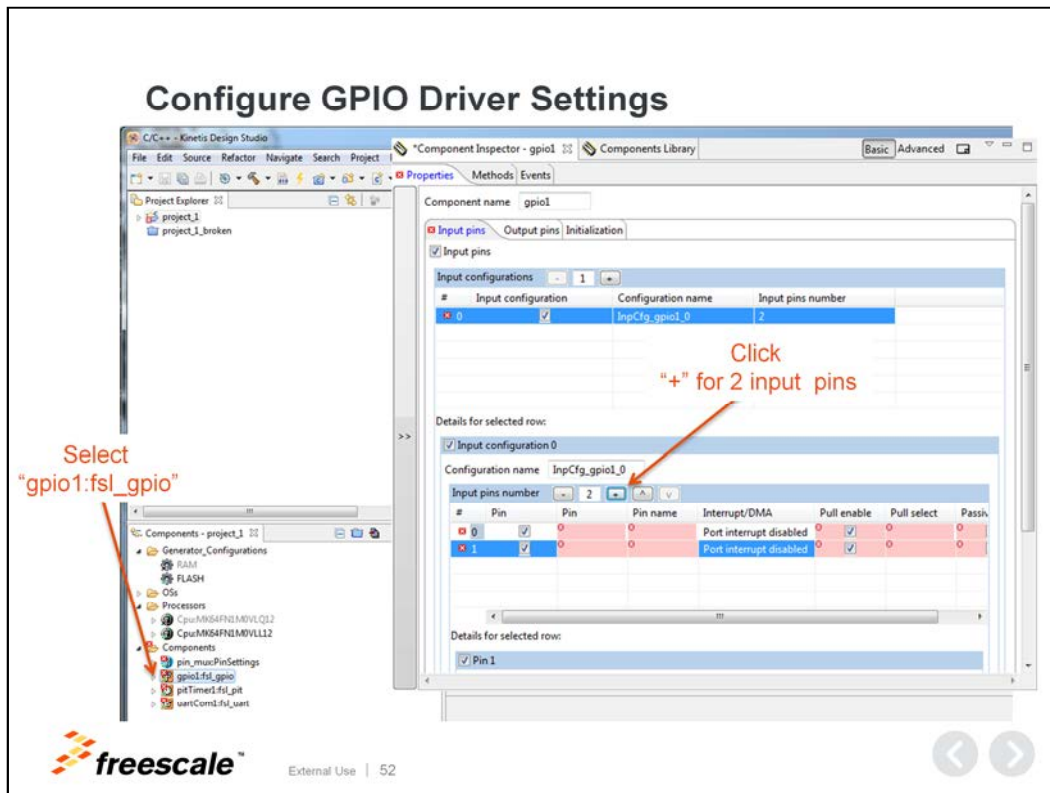 Configure GPIO Driver Settings
C/C++ - Kinetis Design Studio
File Edit Source Refactor Navigate Search Project
Project Explorer
project_1
project_1_broken
*Component Inspector - gpio1 Components Library Basic Advanced
Properties Methods Events
Component name gpio1
Input pins Output pins Initialization
Input pins
Input configurations - 1 +
# Input configuration Configuration name Input pins number
0 InpCfg_gpio1_0 2
Click
"+" for 2 input pins
Details for selected row:
>>
Input configuration 0
Configuration name InpCfg_gpio1_0
Input pins number - 2 + ^ v
# Pin Pin Pin name Interrupt/DMA Pull enable Pull select Passiv
0 Port interrupt disabled
1 Port interrupt disabled
Details for selected row:
Pin 1
Select
"gpio1:fsl_gpio"
Components - project_1
Generator_Configurations
RAM
FLASH
OSs
Processors
Cpu:MK64FN1M0VLQ12
Cpu:MK64FN1M0VLL12
Components
pin_mux:PinSettings
gpio1:fsl_gpio
pitTimer1:fsl_pit
uartCom1:fsl_uart
freescale™
External Use | 52